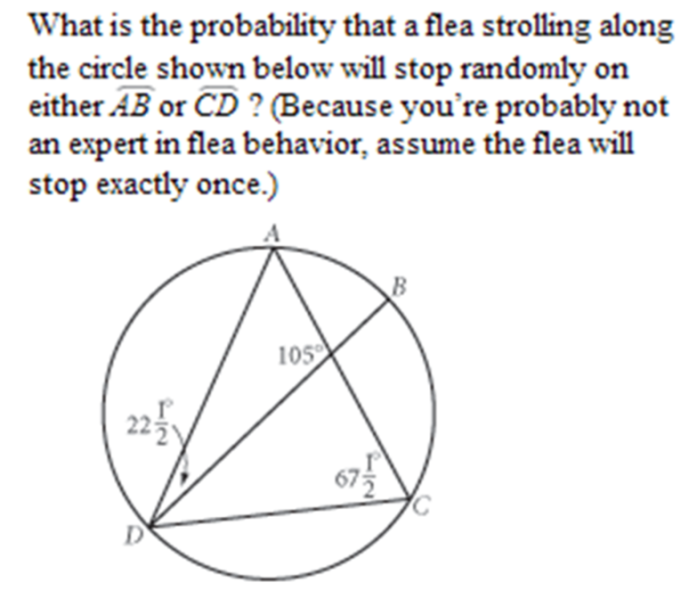 What is the probability that a flea strolling along
the circle shown below will stop randomly on
either AB or CD ? (Because you're probably not
an expert in flea behavior, assume the flea will
stop exactly once.)
A
B
105°
22 1/2°
67 1/2°
C
D